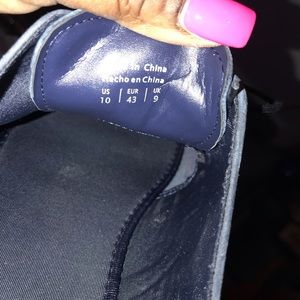 in China
Hecho en China
US EUR UK
10 43 9